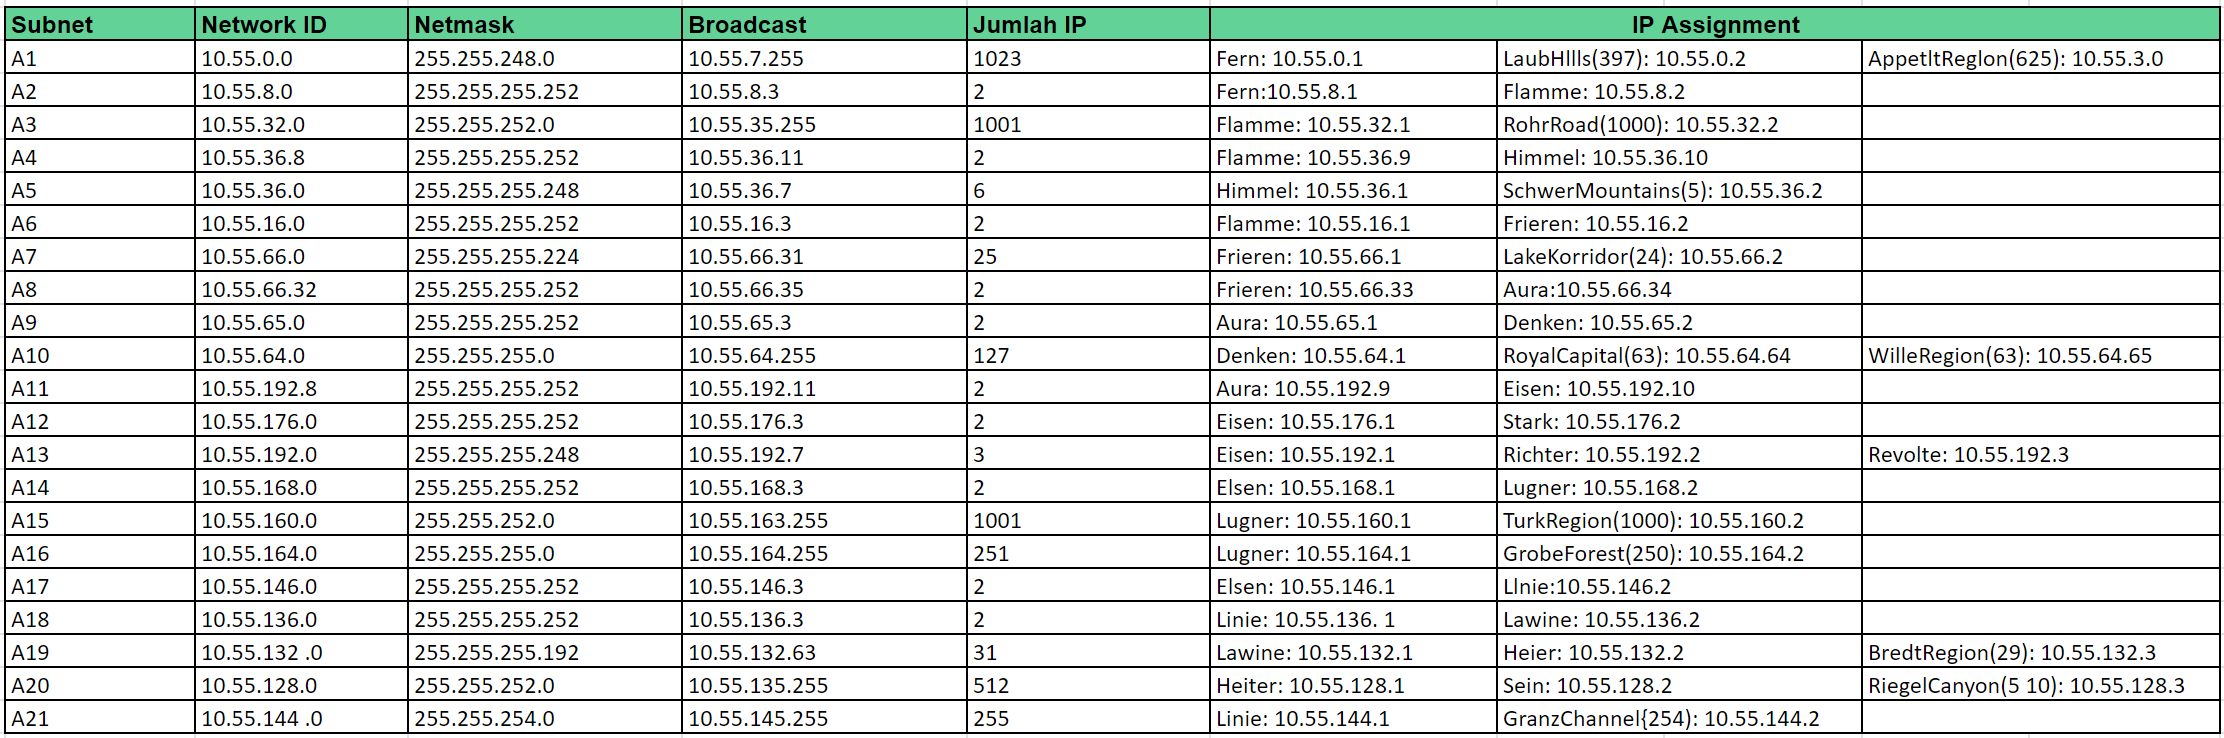 Subnet Network ID Netmask Broadcast Jumlah IP IP Assignment
A1 10.55.0.0 255.255.248.0 10.55.7.255 1023 Fern: 10.55.0.1 LaubHllls(397): 10.55.0.2 AppetltReglon(625): 10.55.3.0
A2 10.55.8.0 255.255.255.252 10.55.8.3 2 Fern:10.55.8.1 Flamme: 10.55.8.2
A3 10.55.32.0 255.255.252.0 10.55.35.255 1001 Flamme: 10.55.32.1 RohrRoad(1000): 10.55.32.2
A4 10.55.36.8 255.255.255.252 10.55.36.11 2 Flamme: 10.55.36.9 Himmel: 10.55.36.10
A5 10.55.36.0 255.255.255.248 10.55.36.7 6 Himmel: 10.55.36.1 SchwerMountains(5): 10.55.36.2
A6 10.55.16.0 255.255.255.252 10.55.16.3 2 Flamme: 10.55.16.1 Frieren: 10.55.16.2
A7 10.55.66.0 255.255.255.224 10.55.66.31 25 Frieren: 10.55.66.1 LakeKorridor(24): 10.55.66.2
A8 10.55.66.32 255.255.255.252 10.55.66.35 2 Frieren: 10.55.66.33 Aura:10.55.66.34
A9 10.55.65.0 255.255.255.252 10.55.65.3 2 Aura: 10.55.65.1 Denken: 10.55.65.2
A10 10.55.64.0 255.255.255.0 10.55.64.255 127 Denken: 10.55.64.1 RoyalCapital(63): 10.55.64.64 WilleRegion(63): 10.55.64.65
A11 10.55.192.8 255.255.255.252 10.55.192.11 2 Aura: 10.55.192.9 Eisen: 10.55.192.10
A12 10.55.176.0 255.255.255.252 10.55.176.3 2 Eisen: 10.55.176.1 Stark: 10.55.176.2
A13 10.55.192.0 255.255.255.248 10.55.192.7 3 Eisen: 10.55.192.1 Richter: 10.55.192.2 Revolte: 10.55.192.3
A14 10.55.168.0 255.255.255.252 10.55.168.3 2 Elsen: 10.55.168.1 Lugner: 10.55.168.2
A15 10.55.160.0 255.255.252.0 10.55.163.255 1001 Lugner: 10.55.160.1 TurkRegion(1000): 10.55.160.2
A16 10.55.164.0 255.255.255.0 10.55.164.255 251 Lugner: 10.55.164.1 GrobeForest(250): 10.55.164.2
A17 10.55.146.0 255.255.255.252 10.55.146.3 2 Elsen: 10.55.146.1 Llnie:10.55.146.2
A18 10.55.136.0 255.255.255.252 10.55.136.3 2 Linie: 10.55.136. 1 Lawine: 10.55.136.2
A19 10.55.132 .0 255.255.255.192 10.55.132.63 31 Lawine: 10.55.132.1 Heier: 10.55.132.2 BredtRegion(29): 10.55.132.3
A20 10.55.128.0 255.255.252.0 10.55.135.255 512 Heiter: 10.55.128.1 Sein: 10.55.128.2 RiegelCanyon(5 10): 10.55.128.3
A21 10.55.144 .0 255.255.254.0 10.55.145.255 255 Linie: 10.55.144.1 GranzChannel{254): 10.55.144.2